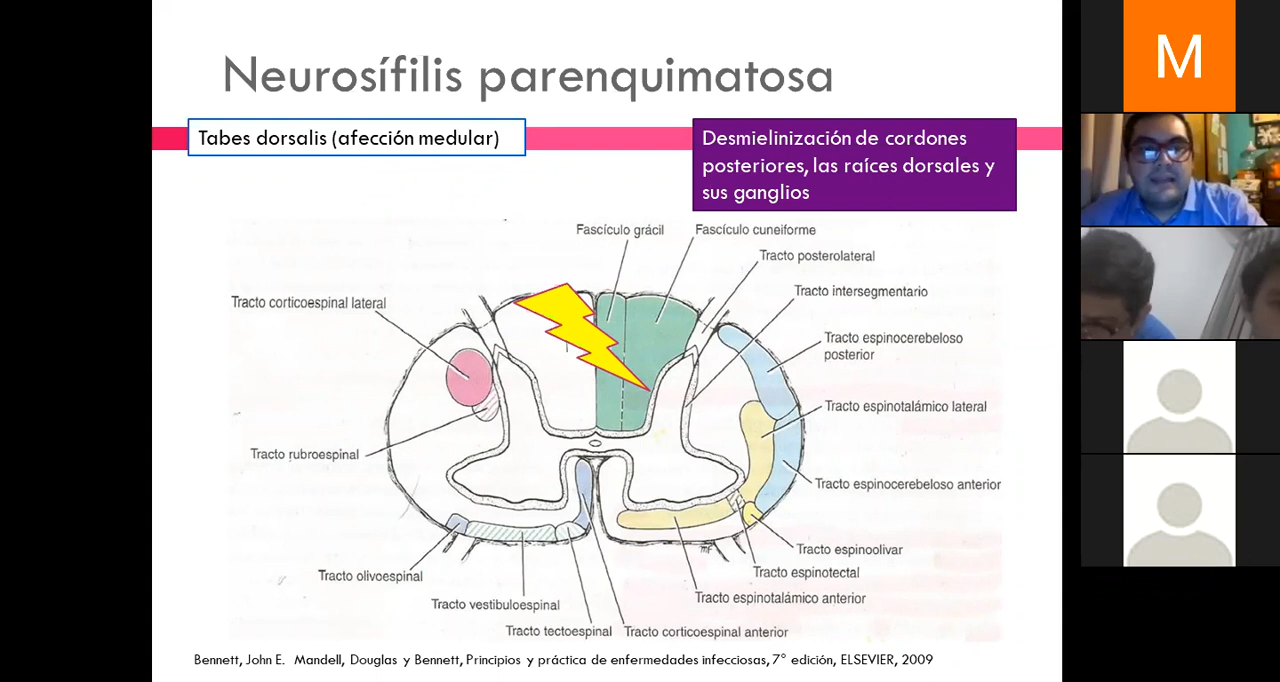 Neurosífilis parenquimatosa
Tabes dorsalis (afección medular)
Desmielinización de cordones
posteriores, las raíces dorsales y
sus ganglios
Fascículo grácil
Fascículo cuneiforme
Tracto posterolateral
Tracto intersegmentario
Tracto corticoespinal lateral
Tracto espinocerebeloso
posterior
Tracto espinotalámico lateral
Tracto rubroespinal
Tracto espinocerebeloso anterior
Tracto espinoolivar
Tracto olivoespinal
Tracto espinotectal
Tracto espinotalámico anterior
Tracto vestibuloespinal
Tracto tectoespinal
Tracto corticoespinal anterior
Bennett, John E. Mandell, Douglas y Bennett, Principios y práctica de enfermedades infecciosas, 7° edición, ELSEVIER, 2009
M